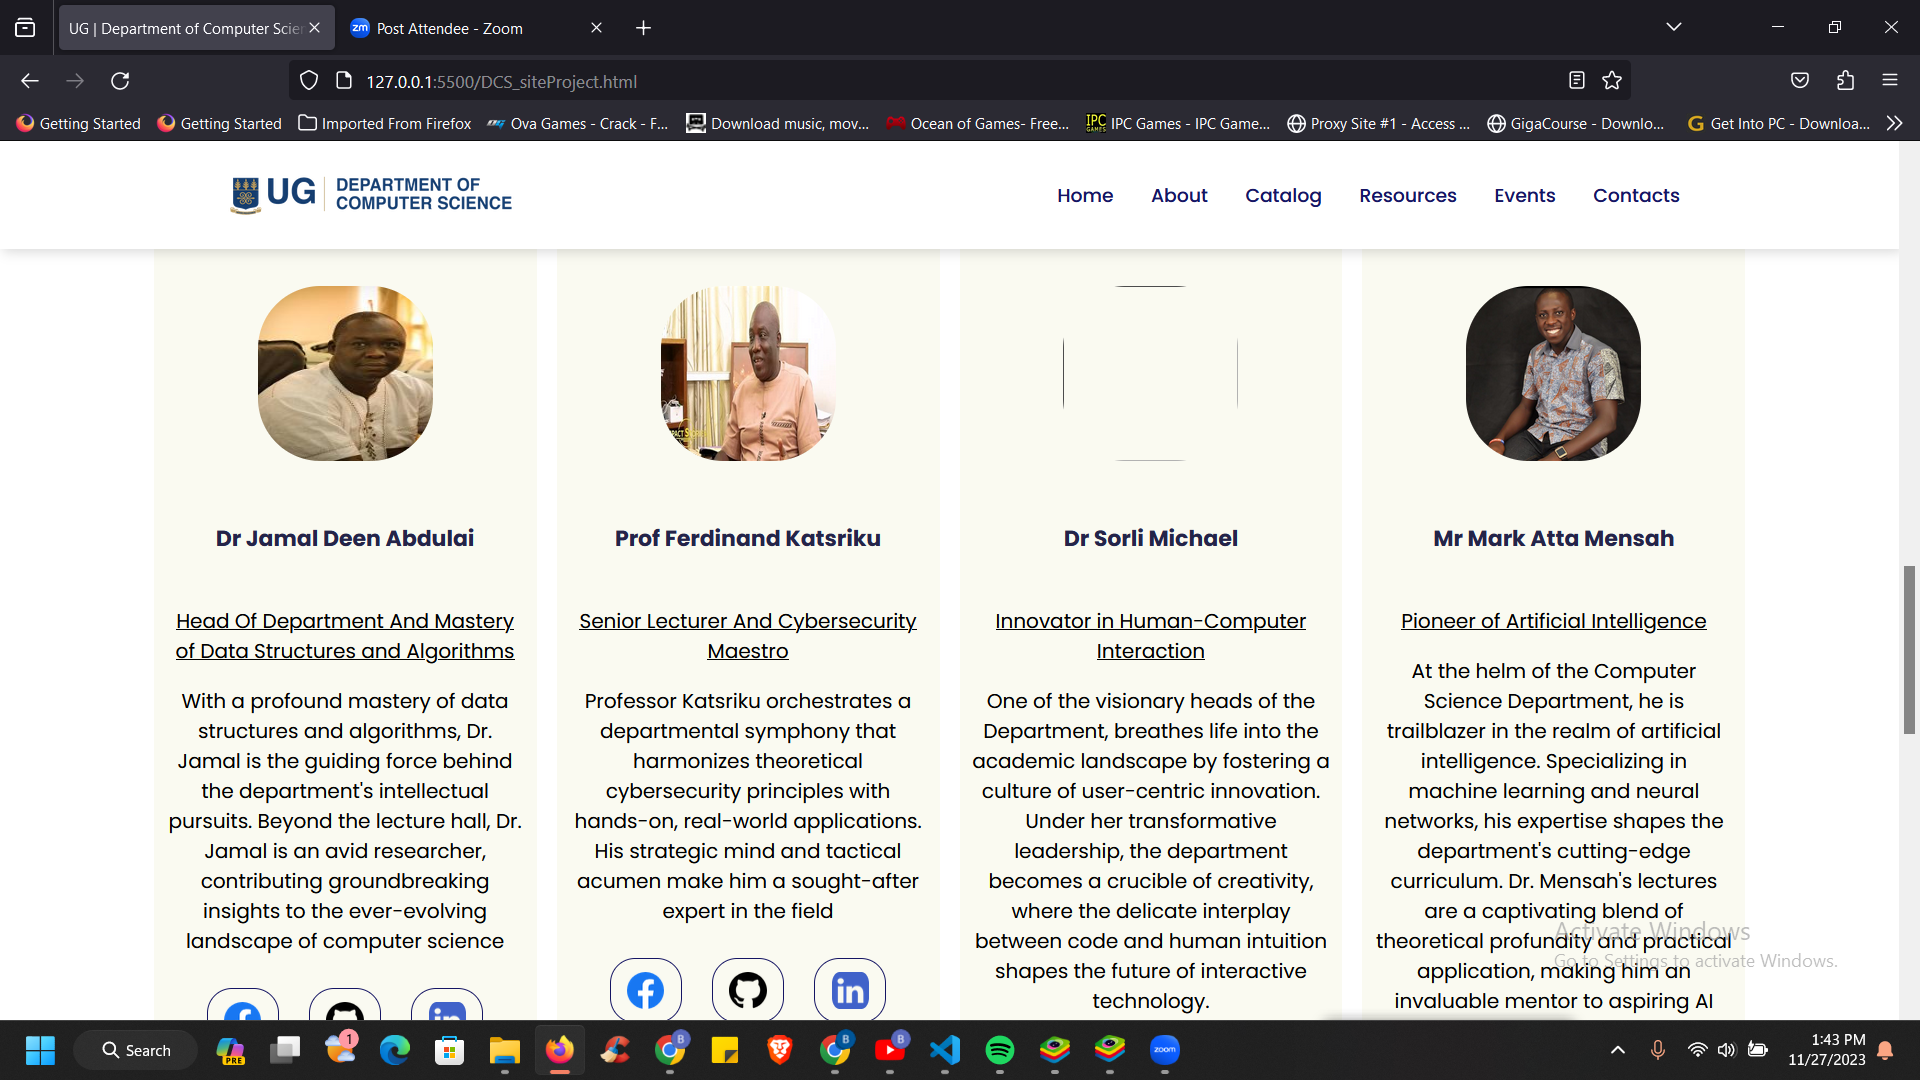 UG | Department of Computer Scien
zm
Post Attendee - Zoom
127.0.0.1:5500/DCS_siteProject.html
Getting Started
Getting Started
Imported From Firefox
Ova Games - Crack - F...
Download music, mov...
Ocean of Games- Free...
IPC GAMES
IPC Games - IPC Game...
Proxy Site #1 - Access ...
GigaCourse - Downlo...
G
Get Into PC - Downloa...
UG
DEPARTMENT OF
COMPUTER SCIENCE
Home
About
Catalog
Resources
Events
Contacts
Dr Jamal Deen Abdulai
Head Of Department And Mastery
of Data Structures and Algorithms
With a profound mastery of data
structures and algorithms, Dr.
Jamal is the guiding force behind
the department's intellectual
pursuits. Beyond the lecture hall, Dr.
Jamal is an avid researcher,
contributing groundbreaking
insights to the ever-evolving
landscape of computer science
Prof Ferdinand Katsriku
Senior Lecturer And Cybersecurity
Maestro
Professor Katsriku orchestrates a
departmental symphony that
harmonizes theoretical
cybersecurity principles with
hands-on, real-world applications.
His strategic mind and tactical
acumen make him a sought-after
expert in the field
in
Dr Sorli Michael
Innovator in Human-Computer
Interaction
One of the visionary heads of the
Department, breathes life into the
academic landscape by fostering a
culture of user-centric innovation.
Under her transformative
leadership, the department
becomes a crucible of creativity,
where the delicate interplay
between code and human intuition
shapes the future of interactive
technology.
Mr Mark Atta Mensah
Pioneer of Artificial Intelligence
At the helm of the Computer
Science Department, he is
trailblazer in the realm of artificial
intelligence. Specializing in
machine learning and neural
networks, his expertise shapes the
department's cutting-edge
curriculum. Dr. Mensah's lectures
are a captivating blend of
theoretical profundity and practical
application, making him an
invaluable mentor to aspiring AI
Activate Windows
Go to Settings to activate Windows.
Search
PRE
1
B
B
B
zoom
1:43 PM
11/27/2023